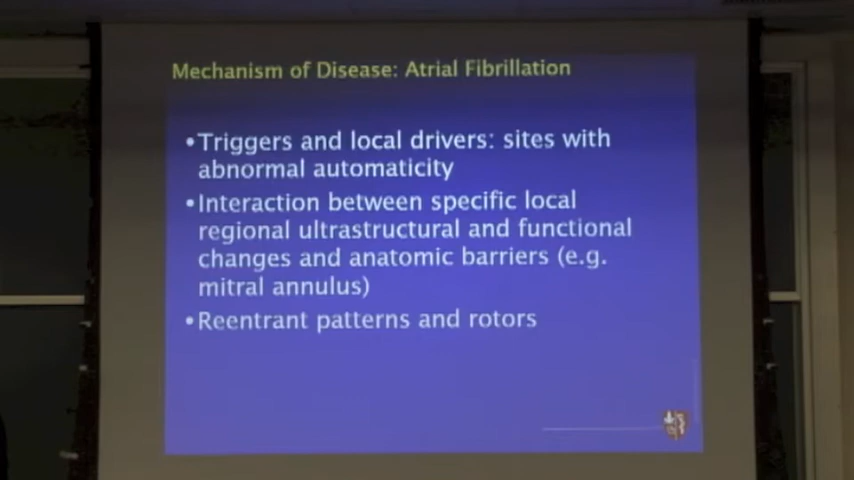 Mechanism of Disease: Atrial Fibrillation
•Triggers and local drivers: sites with
abnormal automaticity
•Interaction between specific local
regional ultrastructural and functional
changes and anatomic barriers (e.g.
mitral annulus)
•Reentrant patterns and rotors